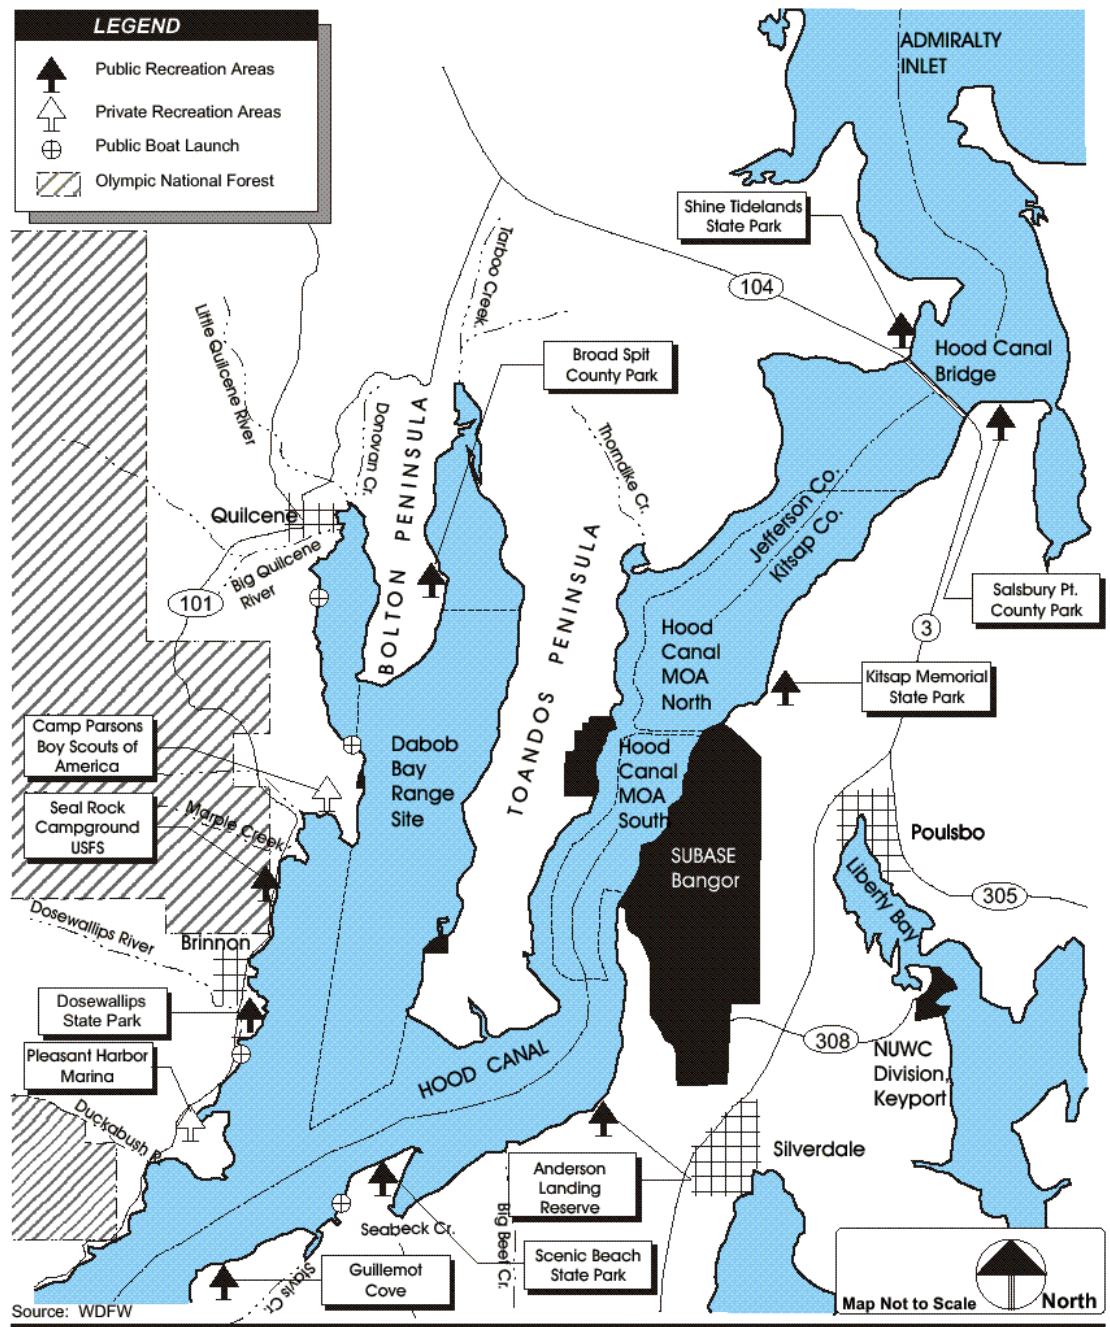 LEGEND
Public Recreation Areas
Private Recreation Areas
Public Boat Launch
Olympic National Forest
ADMIRALTY
INLET
Shine Tidelands
State Park
104
Tarboo Creek
Little Quilcene River
Hood Canal
Bridge
Broad Spit
County Park
Donovan Cr.
BOLTON PENINSULA
Thorndike Cr.
Quilcene
Jefferson Co.
Kitsap Co.
Big Quilcene
River
101
TOANDOS PENINSULA
Salsbury Pt.
County Park
3
Hood
Canal
MOA
North
Kitsap Memorial
State Park
Camp Parsons
Boy Scouts of
America
Dabob
Bay
Range
Site
Hood
Canal
MOA
South
Seal Rock
Campground
USFS
Marple Creek
Poulsbo
SUBASE
Bangor
Liberty Bay
305
Dosewallips River
Brinnon
Dosewallips
State Park
308
Pleasant Harbor
Marina
HOOD CANAL
NUWC
Division,
Keyport
Duckabush R.
Silverdale
Anderson
Landing
Reserve
Seabeck Cr.
Big Beef Cr.
Scenic Beach
State Park
Guillemot
Cove
Stavis Cr.
Map Not to Scale
North
Source: WDFW